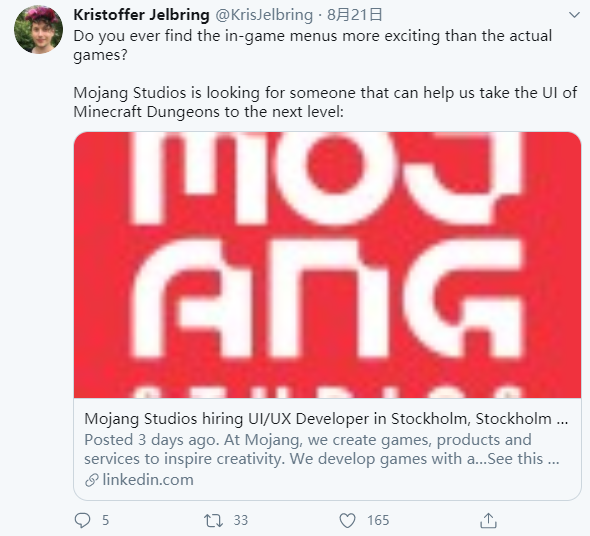 Kristoffer Jelbring @KrisJelbring · 8月21日
Do you ever find the in-game menus more exciting than the actual
games?
Mojang Studios is looking for someone that can help us take the UI of
Minecraft Dungeons to the next level:
MOJ
ANG
STUDIOS
Mojang Studios hiring UI/UX Developer in Stockholm, Stockholm ...
Posted 3 days ago. At Mojang, we create games, products and
services to inspire creativity. We develop games with a...See this ...
linkedin.com
5 33 165